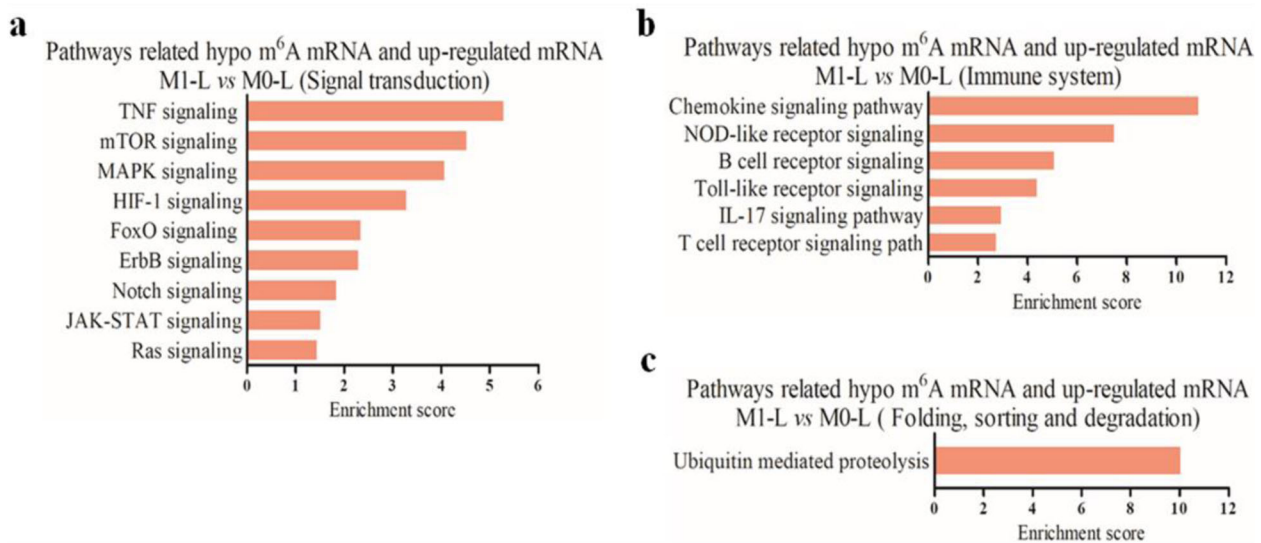 a
Pathways related hypo m⁶A mRNA and up-regulated mRNA
M1-L vs M0-L (Signal transduction)
TNF signaling
mTOR signaling
MAPK signaling
HIF-1 signaling
FoxO signaling
ErbB signaling
Notch signaling
JAK-STAT signaling
Ras signaling
0 1 2 3 4 5 6
Enrichment score
b
Pathways related hypo m⁶A mRNA and up-regulated mRNA
M1-L vs M0-L (Immune system)
Chemokine signaling pathway
NOD-like receptor signaling
B cell receptor signaling
Toll-like receptor signaling
IL-17 signaling pathway
T cell receptor signaling path
0 2 4 6 8 10 12
Enrichment score
c
Pathways related hypo m⁶A mRNA and up-regulated mRNA
M1-L vs M0-L ( Folding, sorting and degradation)
Ubiquitin mediated proteolysis
0 2 4 6 8 10 12
Enrichment score